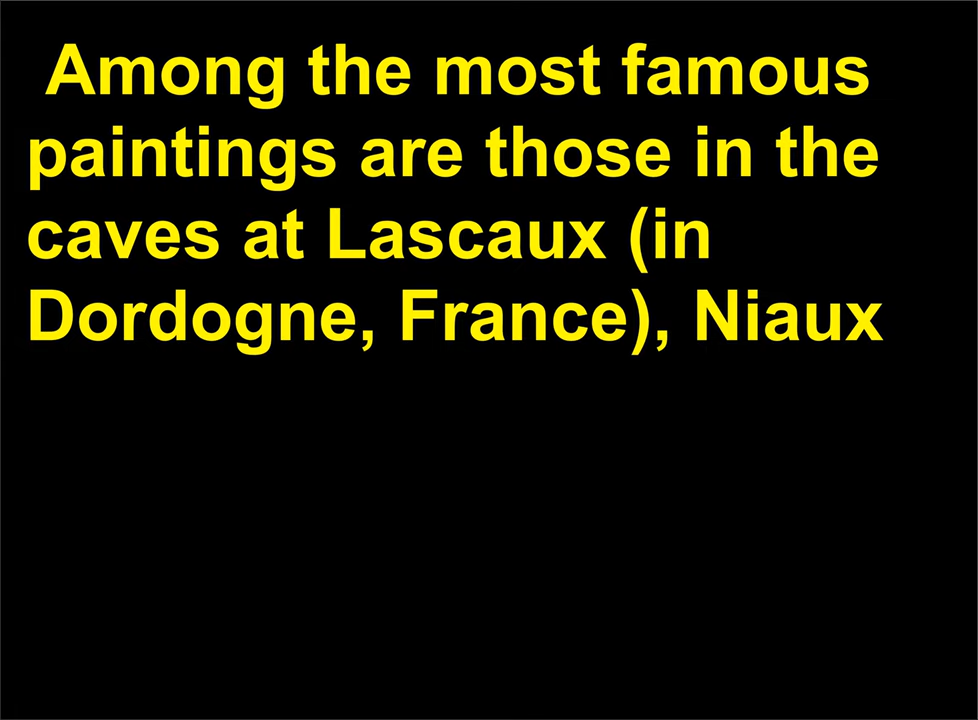 Among the most famous
paintings are those in the
caves at Lascaux (in
Dordogne, France), Niaux